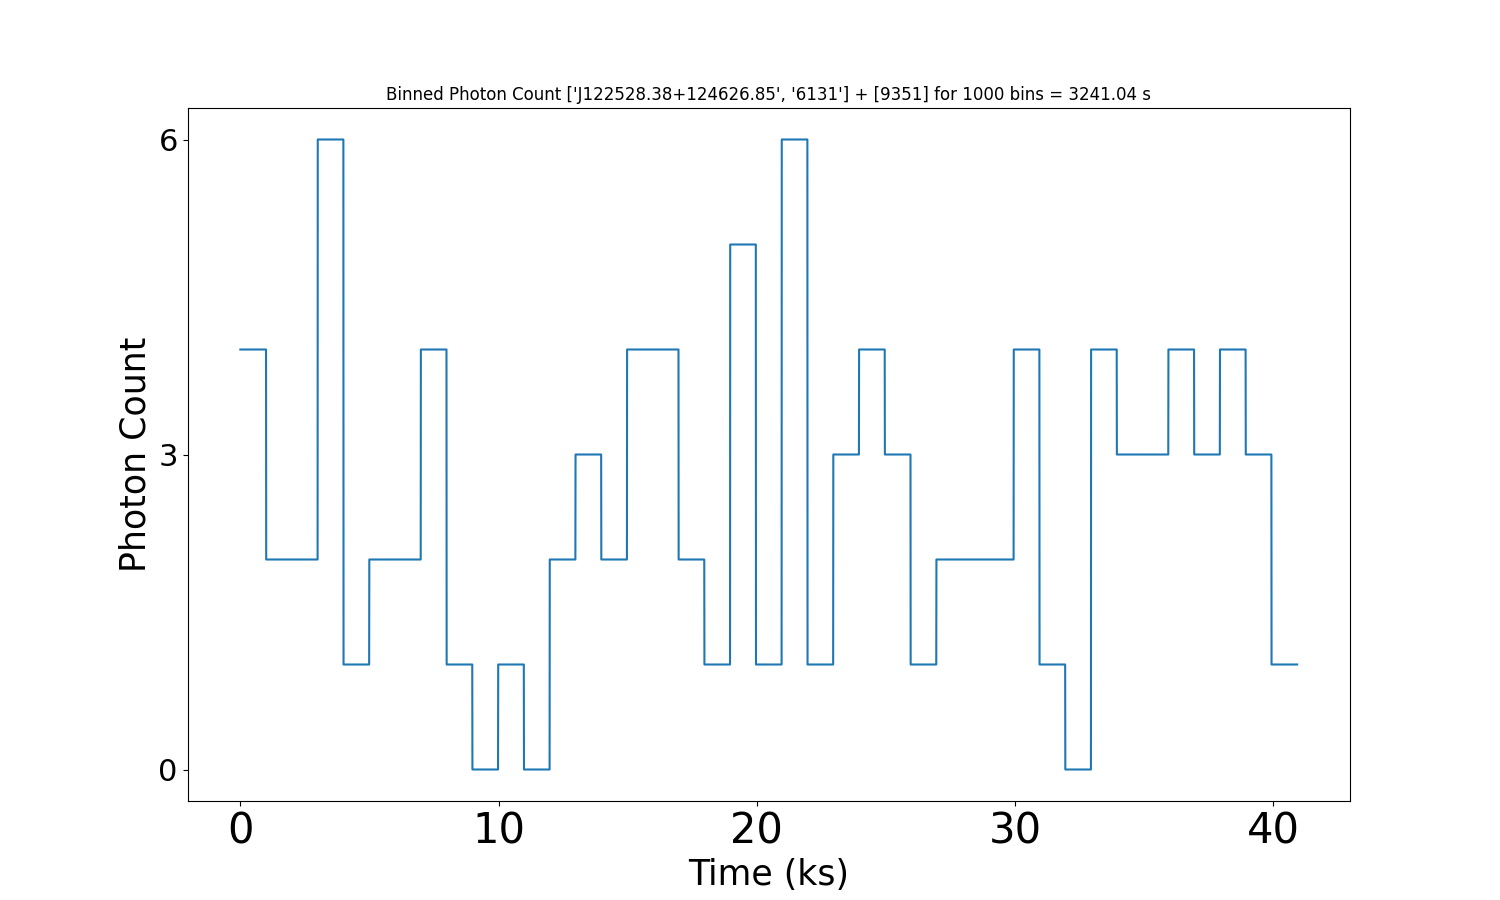 Binned Photon Count ['J122528.38+124626.85', '6131'] + [9351] for 1000 bins = 3241.04 s
6
3
0
Photon Count
0 10 20 30 40
Time (ks)